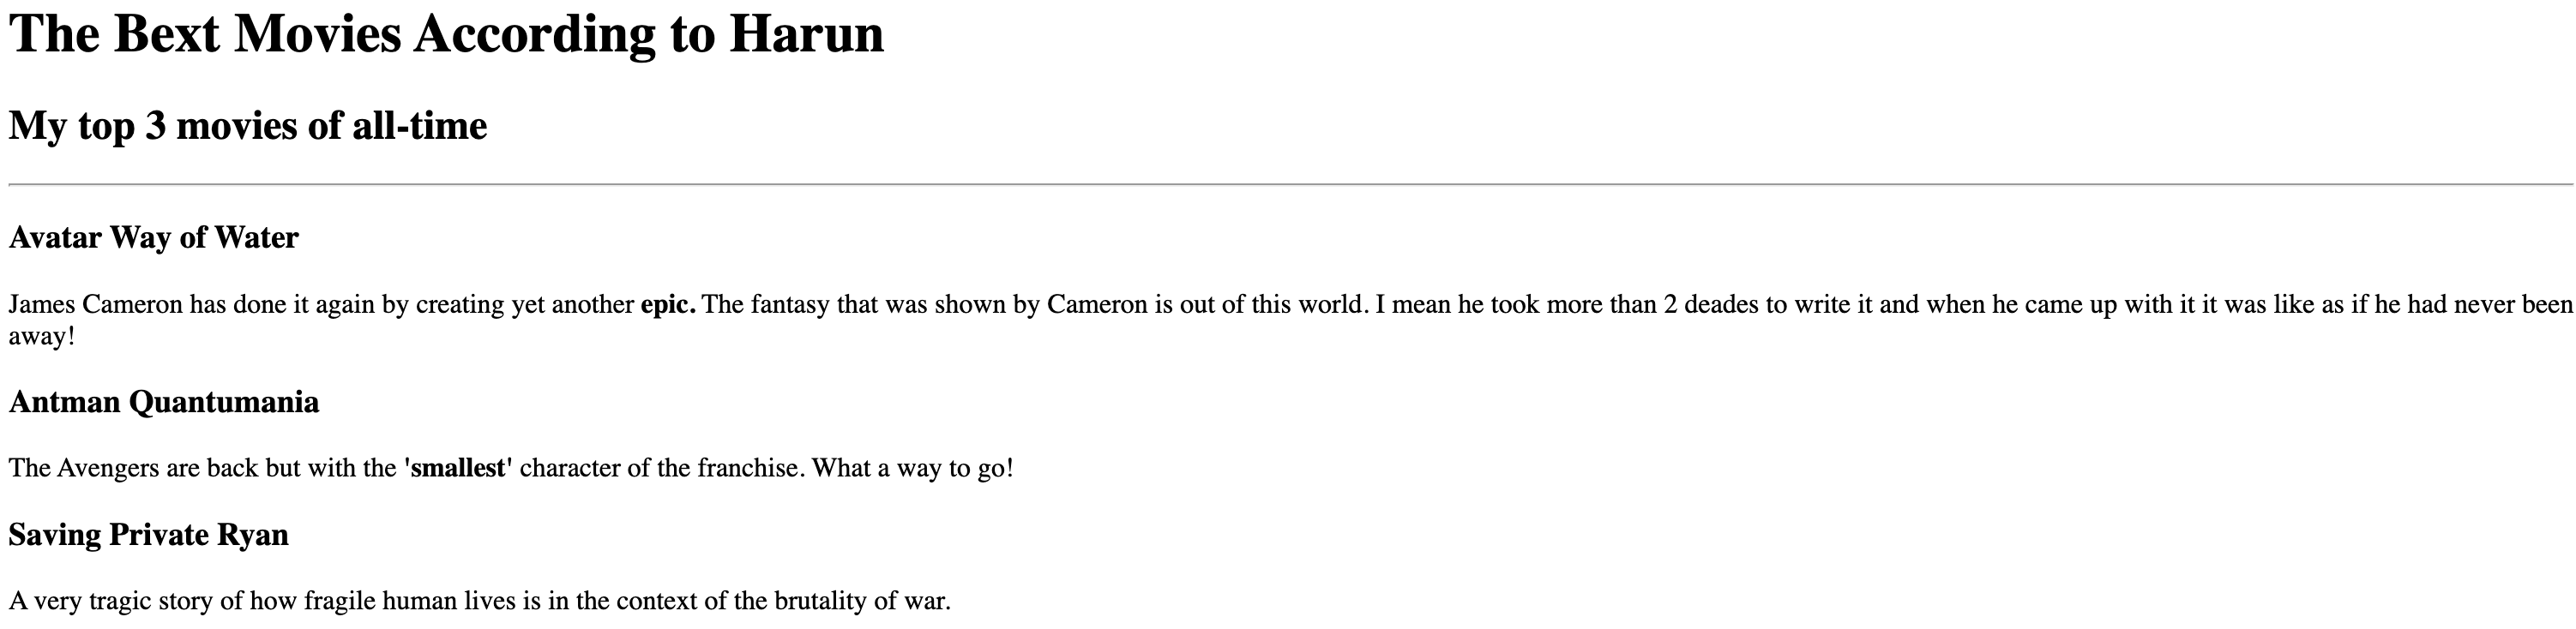 The Bext Movies According to Harun
My top 3 movies of all-time
Avatar Way of Water
James Cameron has done it again by creating yet another epic. The fantasy that was shown by Cameron is out of this world. I mean he took more than 2 deades to write it and when he came up with it it was like as if he had never been
away!
Antman Quantumania
The Avengers are back but with the 'smallest' character of the franchise. What a way to go!
Saving Private Ryan
A very tragic story of how fragile human lives is in the context of the brutality of war.